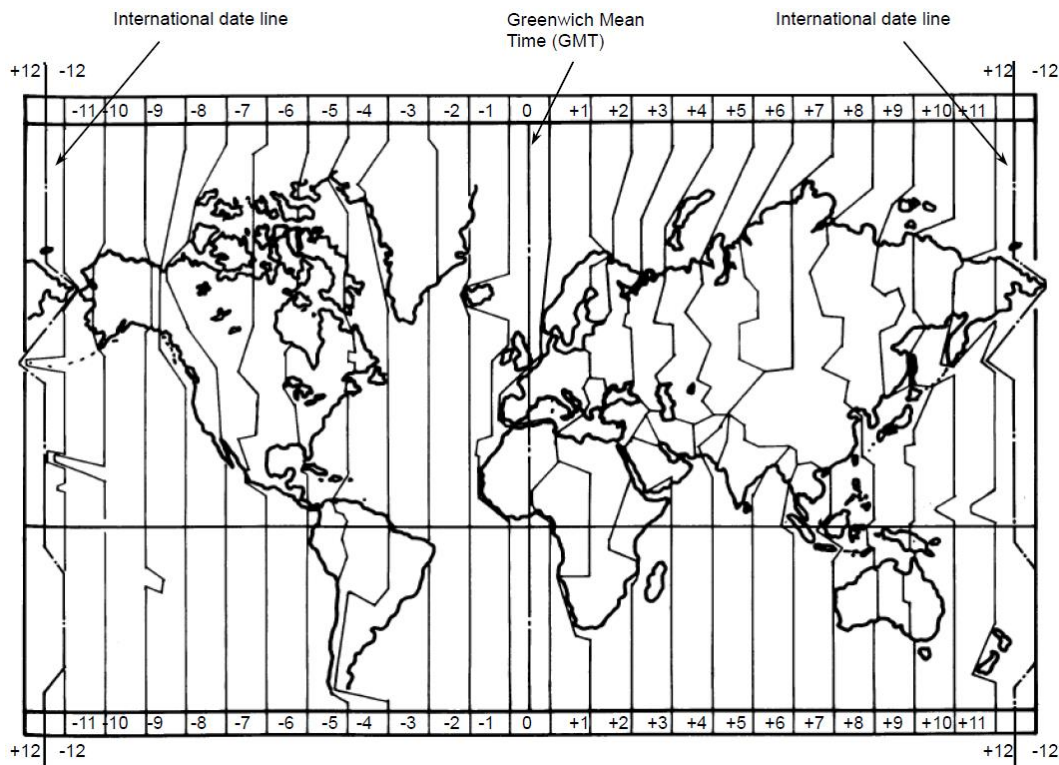 International date line
Greenwich Mean
Time (GMT)
International date line
+12 -12
+12 -12
-11 -10 -9 -8 -7 -6 -5 -4 -3 -2 -1 0 +1 +2 +3 +4 +5 +6 +7 +8 +9 +10 +11
-11 -10 -9 -8 -7 -6 -5 -4 -3 -2 -1 0 +1 +2 +3 +4 +5 +6 +7 +8 +9 +10 +11
+12 -12
+12 -12